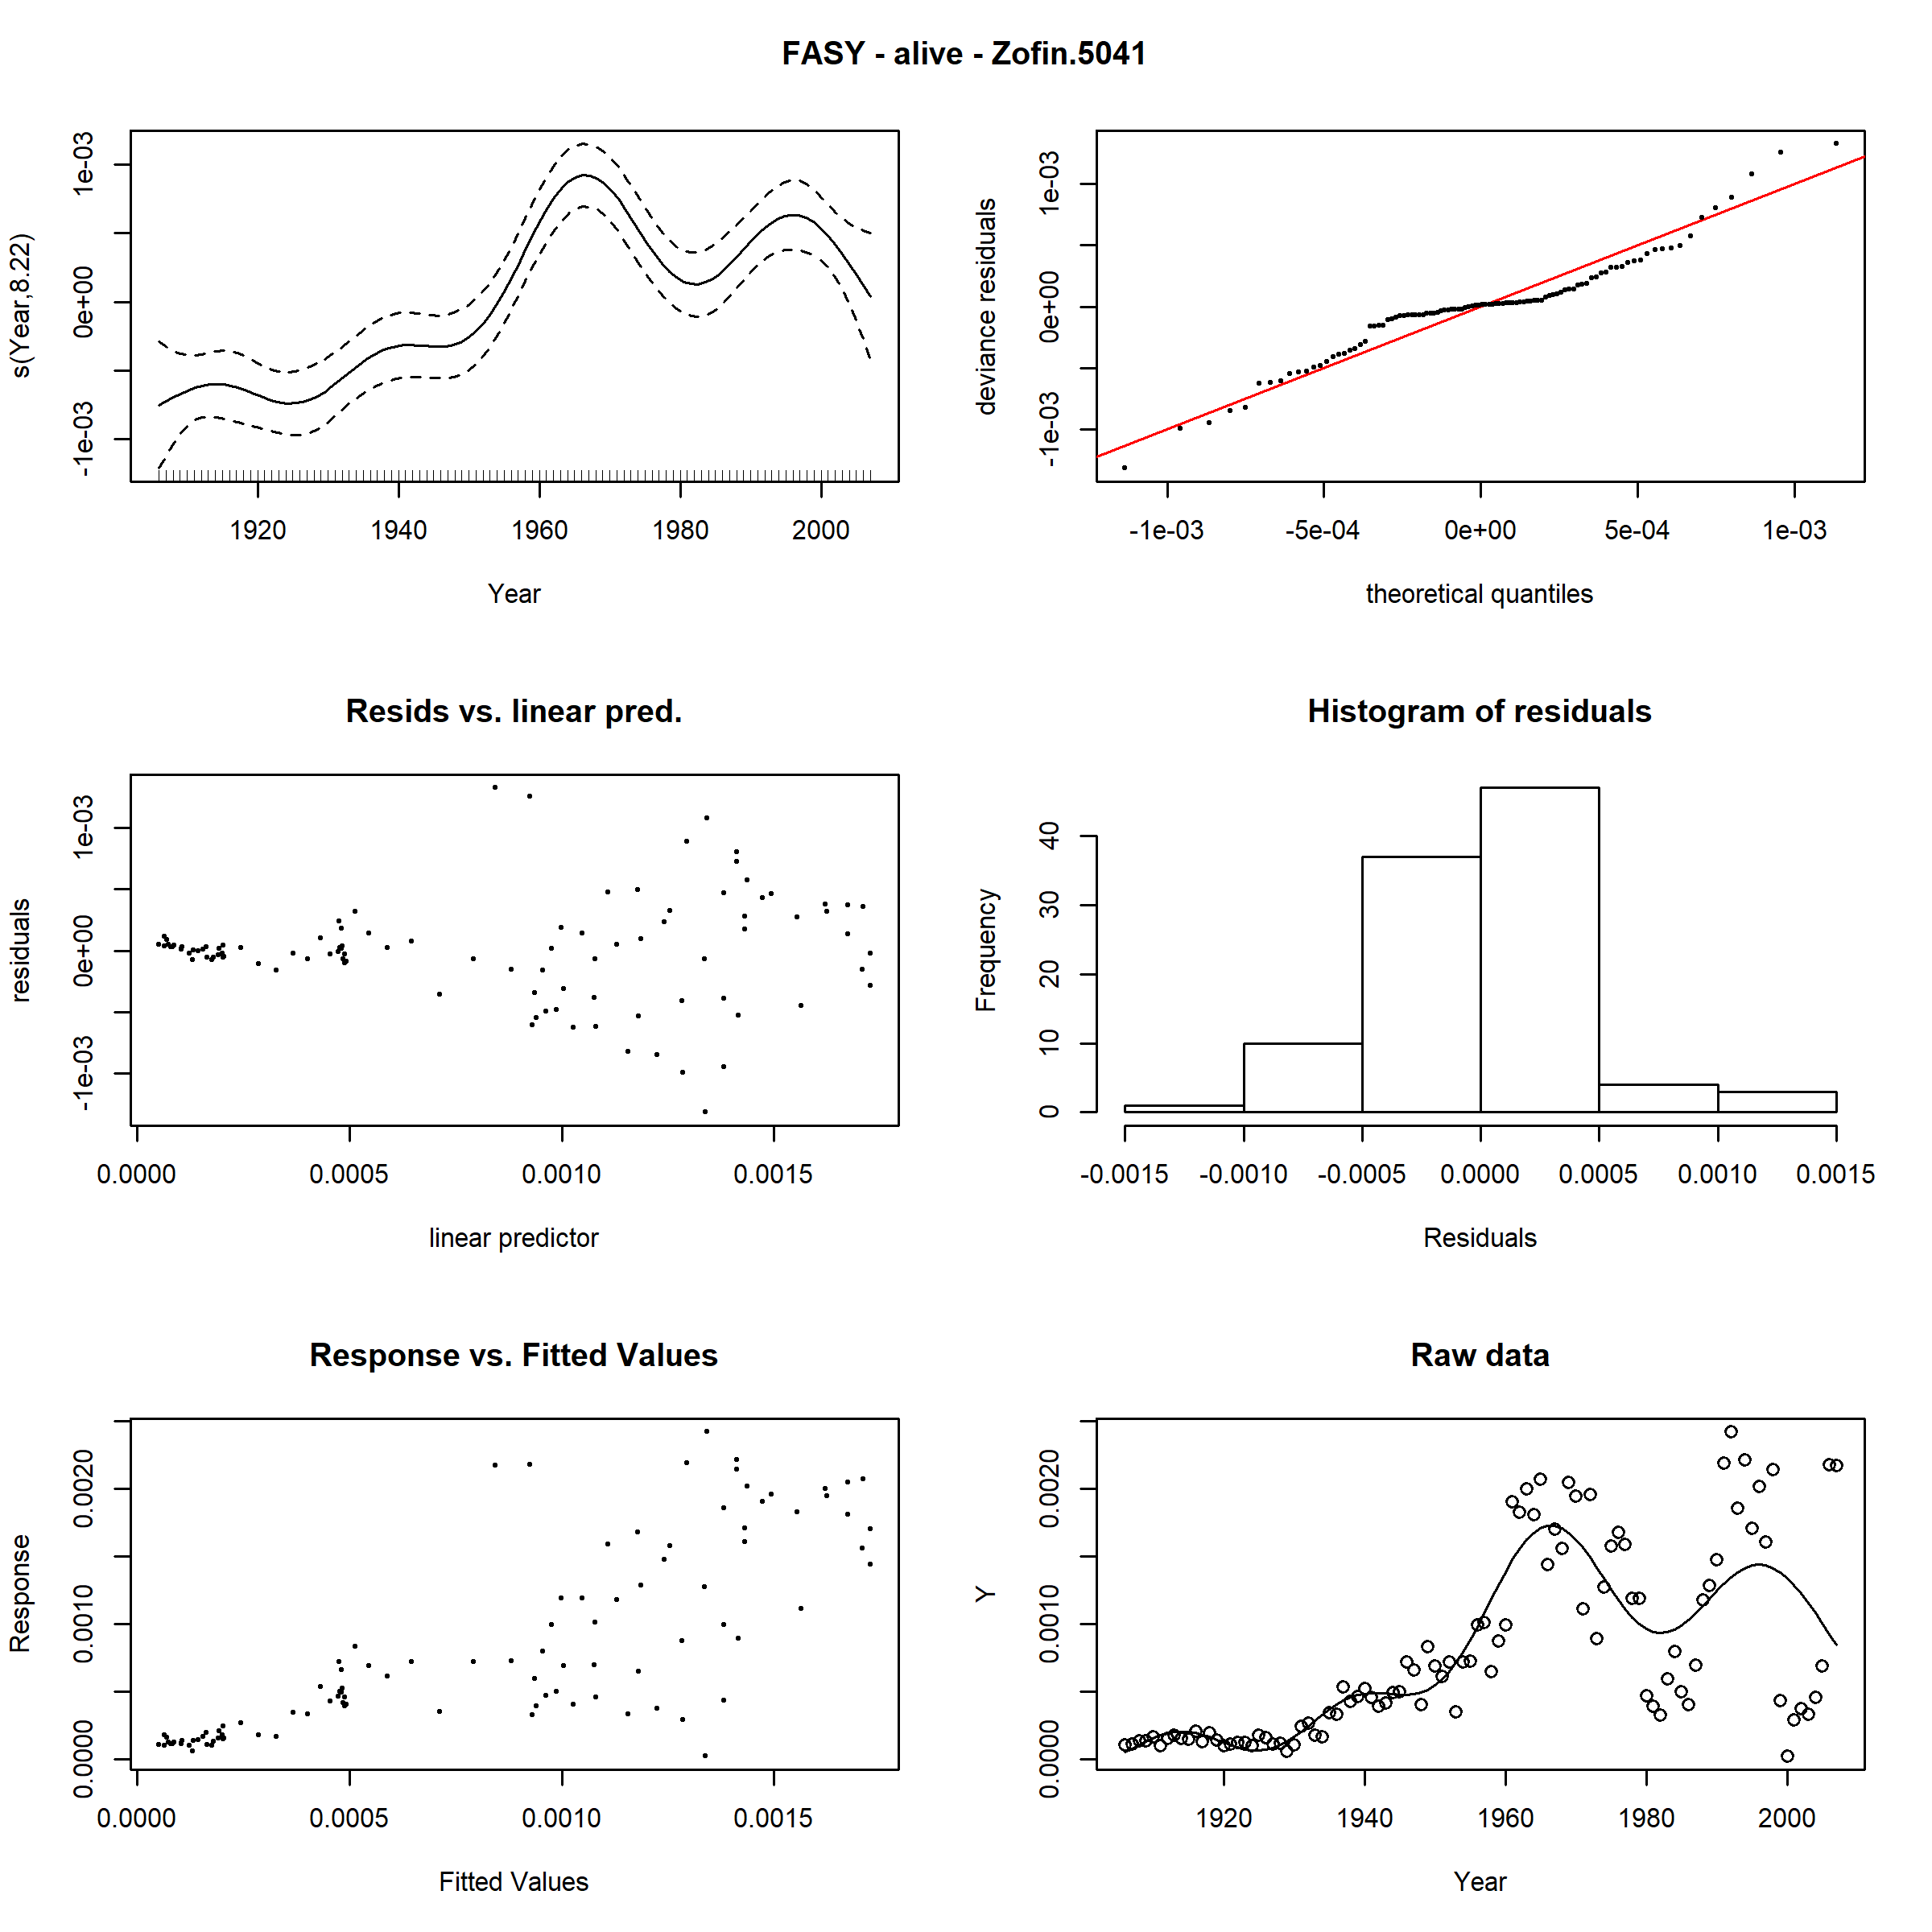 FASY - alive - Zofin.5041
s(Year,8.22)
-1e-03 0e+00 1e-03
1920 1940 1960 1980 2000
Year
deviance residuals
-1e-03 0e+00 1e-03
-1e-03 -5e-04 0e+00 5e-04 1e-03
theoretical quantiles
Resids vs. linear pred.
residuals
-1e-03 0e+00 1e-03
0.0000 0.0005 0.0010 0.0015
linear predictor
Histogram of residuals
Frequency
0 10 20 30 40
-0.0015 -0.0010 -0.0005 0.0000 0.0005 0.0010 0.0015
Residuals
Response vs. Fitted Values
Response
0.0000 0.0010 0.0020
0.0000 0.0005 0.0010 0.0015
Fitted Values
Raw data
Y
0.0000 0.0010 0.0020
1920 1940 1960 1980 2000
Year